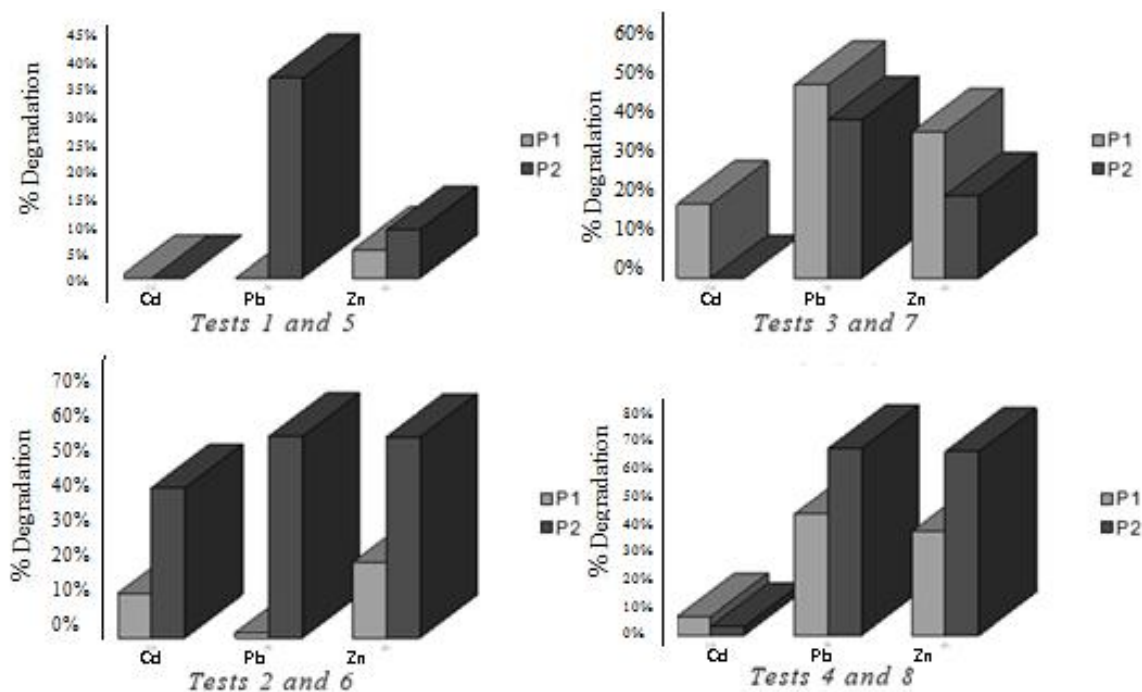 % Degradation
45%
40%
35%
30%
25%
20%
15%
10%
5%
0%
Cd Pb Zn
P1
P2
Tests 1 and 5
% Degradation
60%
50%
10%
30%
20%
10%
0%
Cd Pb Zn
P1
P2
Tests 3 and 7
% Degradation
70%
60%
50%
40%
30%
20%
10%
0%
Cd Pb Zn
P1
P2
Tests 2 and 6
% Degradation
80%
70%
60%
50%
40%
30%
20%
10%
0%
Cd Pb Zn
P1
P2
Tests 4 and 8